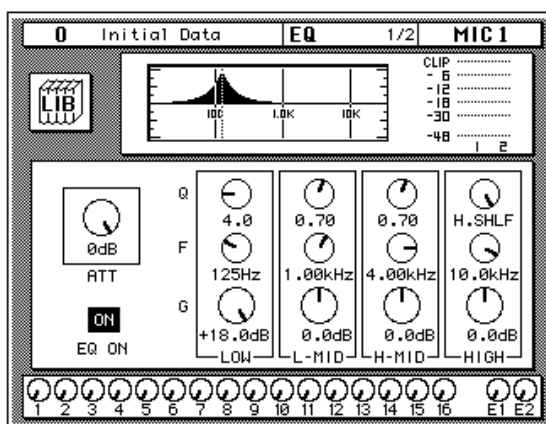 0 Initial Data EQ 1/2 MIC 1
LIB
CLIP
- 6
-12
-18
-30
-48
1 2
100 1.0K 10K
Q
4.0 0.70 0.70 H.SHLF
0dB
ATT
F
125Hz 1.00kHz 4.00kHz 10.0kHz
ON
EQ ON
G
+18.0dB 0.0dB 0.0dB 0.0dB
LOW L-MID H-MID HIGH
1 2 3 4 5 6 7 8 9 10 11 12 13 14 15 16 E1 E2